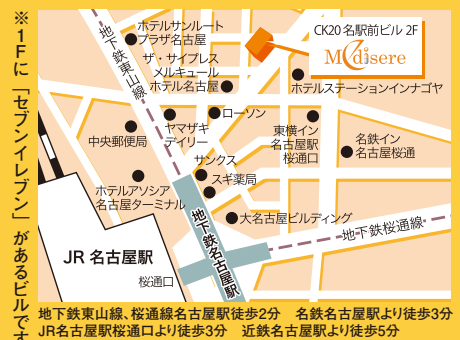 ※1Fに「セブンイレブン」があるビルです
CK20名駅前ビル 2F
Medisere
ホテルサンルート
プラザ名古屋
地下鉄東山線
ザ・サイプレス
メルキュール
ホテル名古屋
ホテルステーションインナゴヤ
ローソン
ヤマザキ
デイリー
中央郵便局
東横イン
名古屋駅
桜通口
名鉄イン
名古屋桜通
サンクス
スギ薬局
ホテルアソシア
名古屋ターミナル
大名古屋ビルディング
地下鉄名古屋駅
地下鉄桜通線
JR 名古屋駅
桜通口
地下鉄東山線、桜通線名古屋駅徒歩2分　名鉄名古屋駅より徒歩3分
JR名古屋駅桜通口より徒歩3分　近鉄名古屋駅より徒歩5分